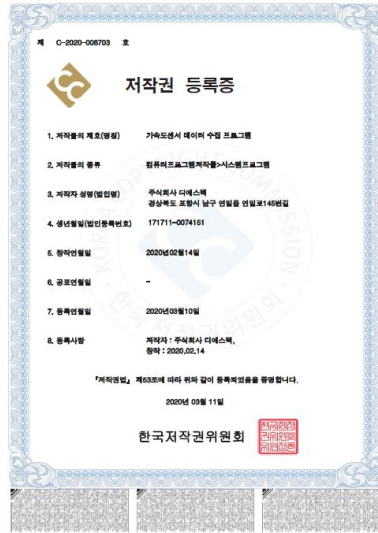 제 C-2020-008703 호
저작권 등록증
1. 저작물의 제호(명칭) 가속도센서 데이터 수집 프로그램
2. 저작물의 종류 컴퓨터프로그램저작물>시스템프로그램
3. 저작자 성명(법인명) 주식회사 디에스텍
경상북도 포항시 남구 연일읍 연일로145번길
4. 생년월일(법인등록번호) 171711-0074151
5. 창작연월일 2020년02월14일
6. 공표연월일 -
7. 등록연월일 2020년03월10일
8. 등록사항 저작자 : 주식회사 디에스텍,
창작 : 2020.02.14
『저작권법』 제53조에 따라 위와 같이 등록되었음을 증명합니다.
2020년 03월 11일
한국저작권위원회